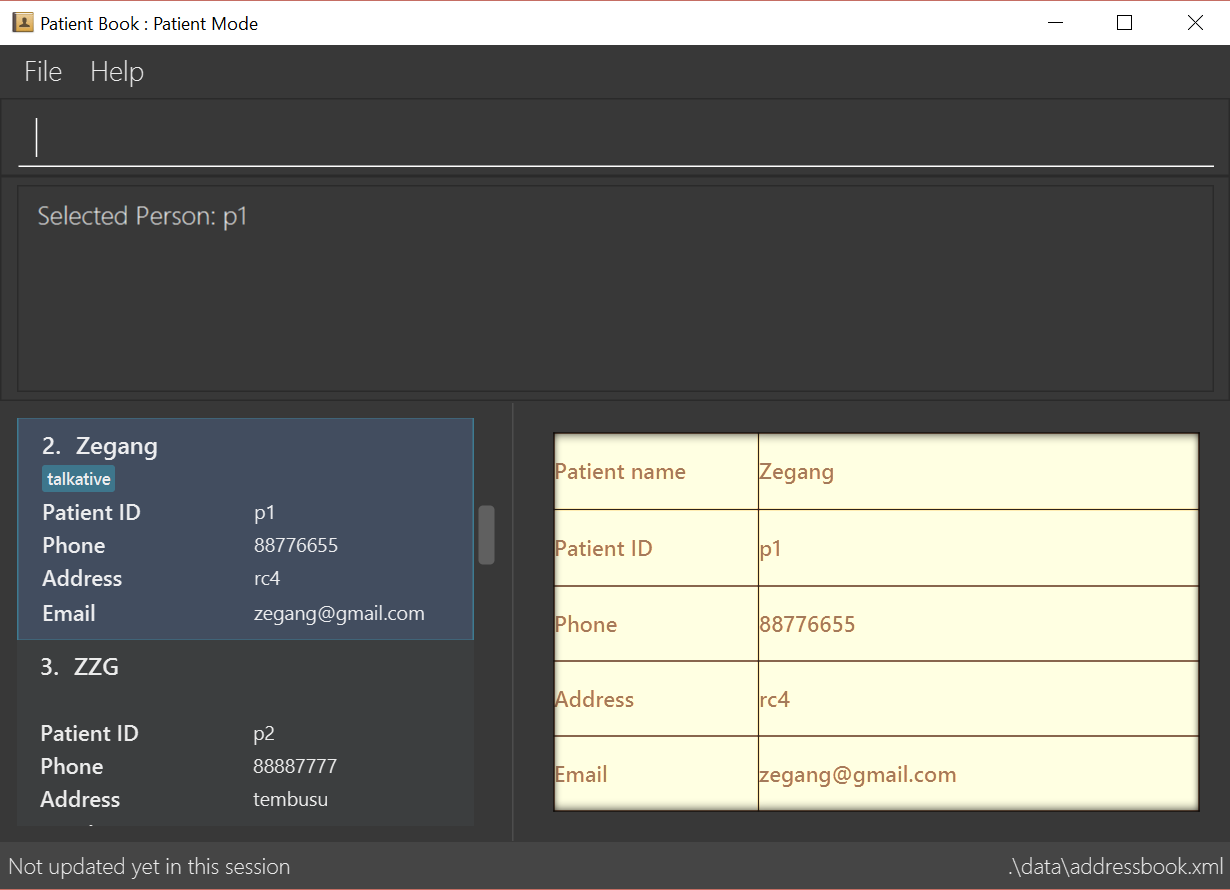 Patient Book : Patient Mode
File Help
Selected Person: p1
2. Zegang
talkative
Patient ID p1
Phone 88776655
Address rc4
Email zegang@gmail.com
3. ZZG
Patient ID p2
Phone 88887777
Address tembusu
Patient name Zegang
Patient ID p1
Phone 88776655
Address rc4
Email zegang@gmail.com
Not updated yet in this session
.\data\addressbook.xml